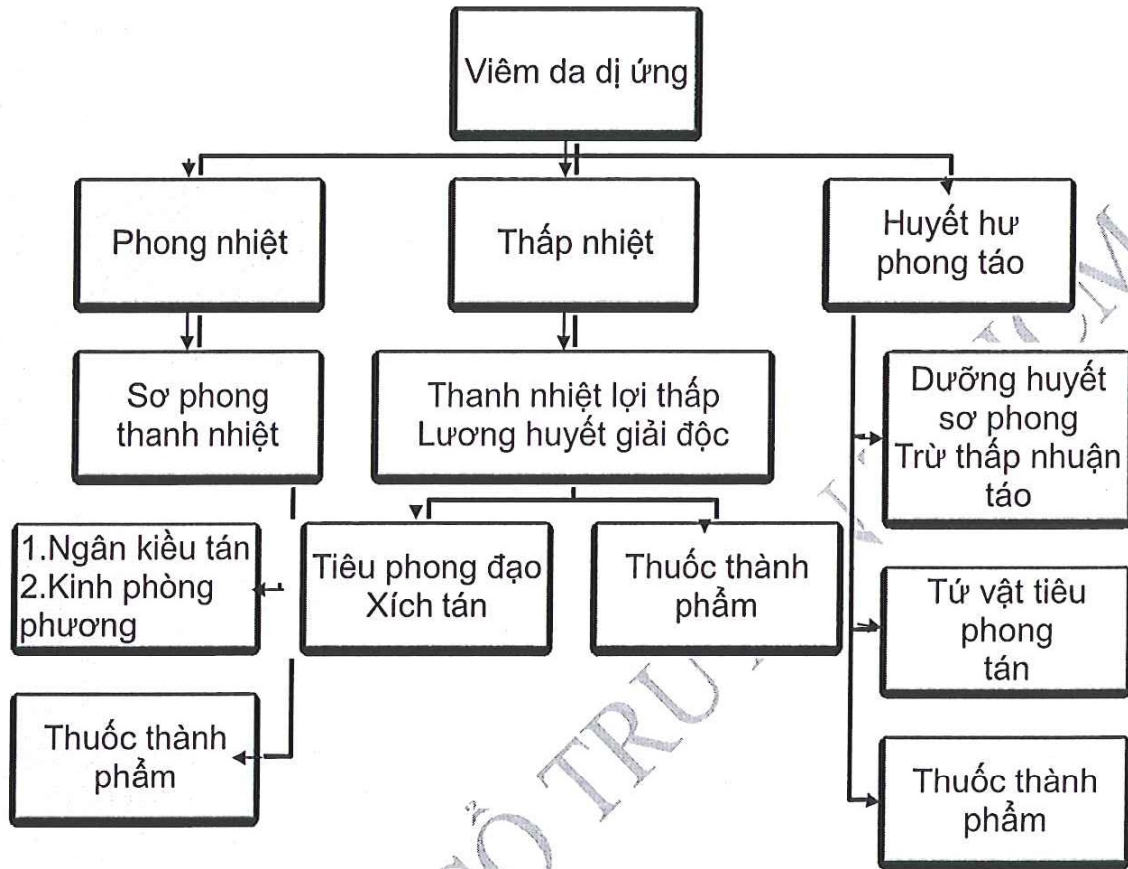 Viêm da dị ứng
Phong nhiệt
Thấp nhiệt
Huyết hư
phong táo
Sơ phong
thanh nhiệt
Thanh nhiệt lợi thấp
Lương huyết giải độc
Dưỡng huyết
sơ phong
Trừ thấp nhuận
táo
1.Ngân kiều tán
2.Kinh phòng
phương
Tiêu phong đạo
Xích tán
Thuốc thành
phẩm
Tứ vật tiêu
phong
tán
Thuốc thành
phẩm
Thuốc thành
phẩm